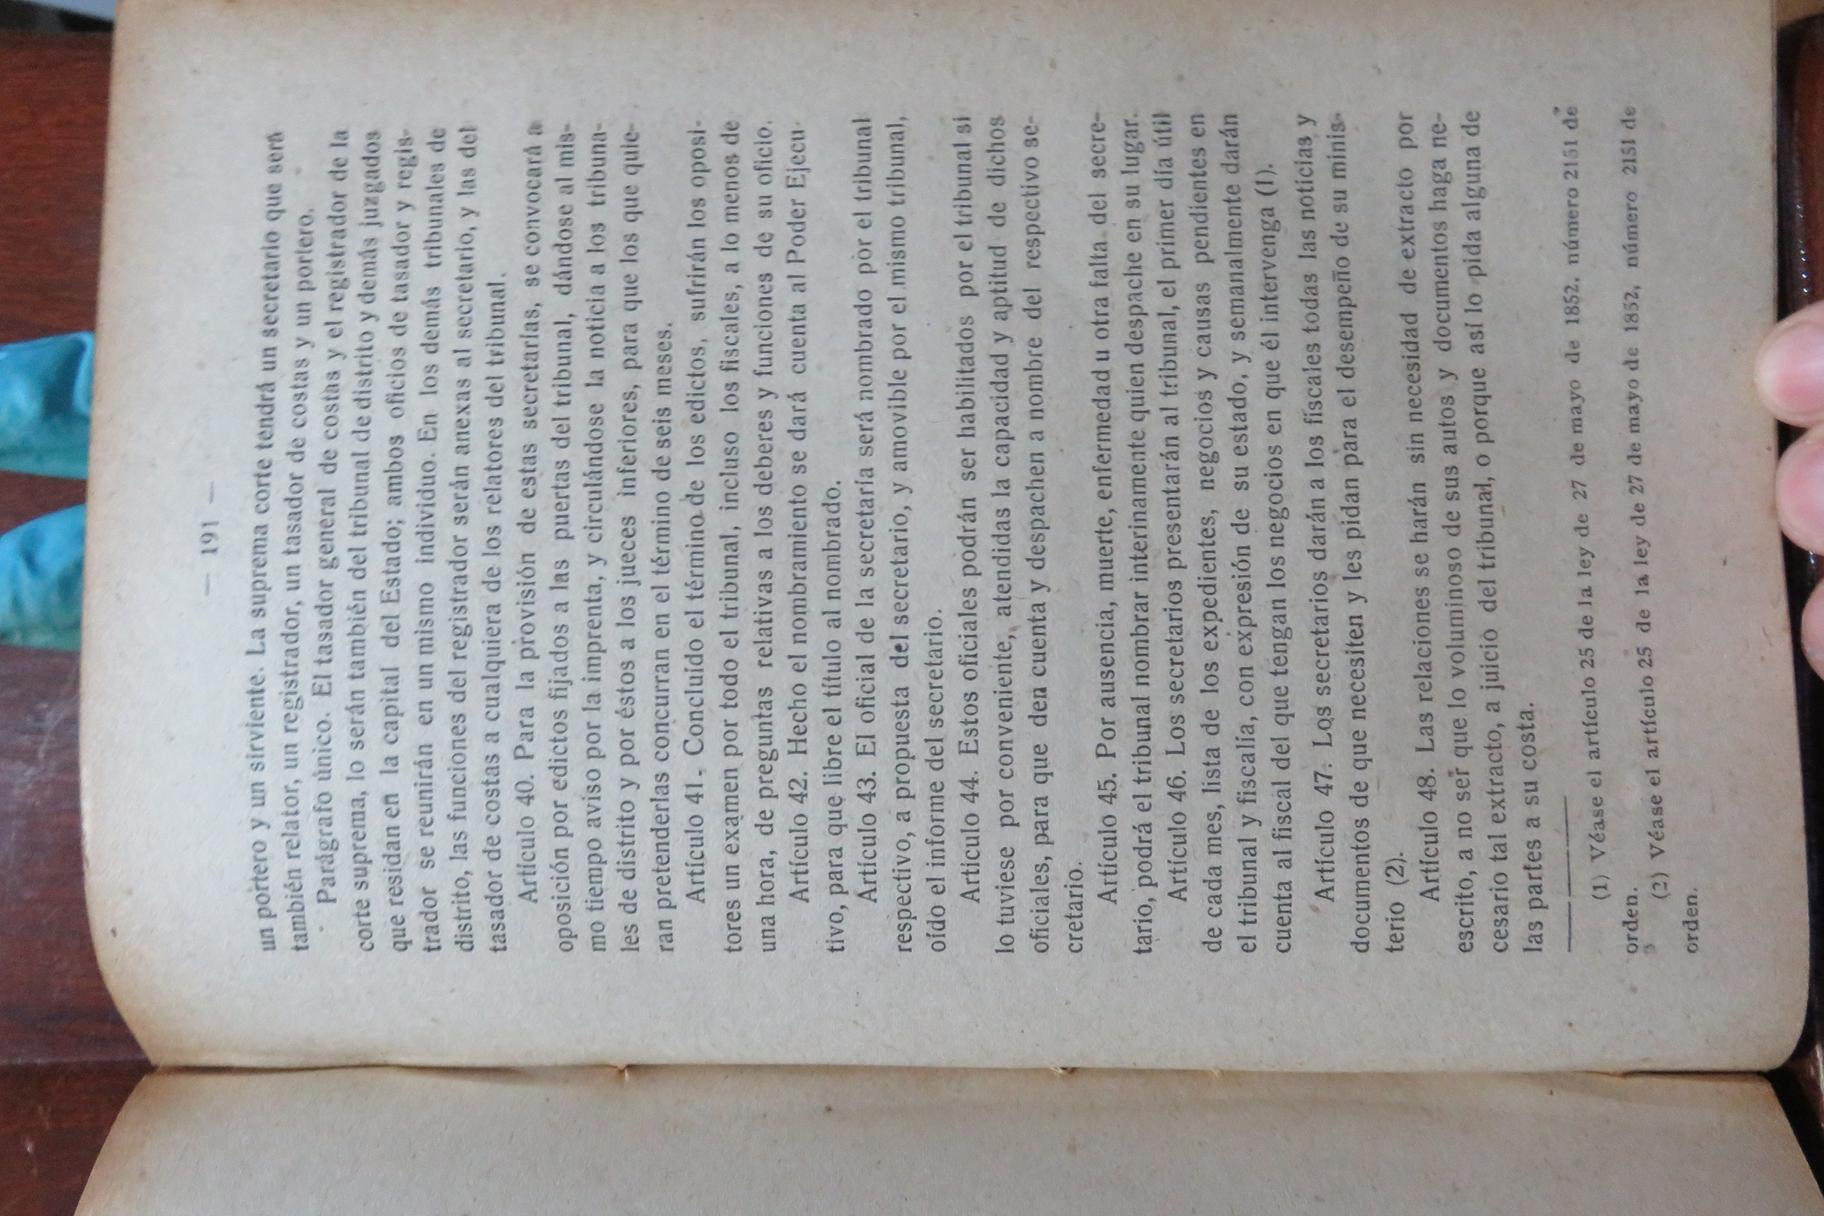 — 191 —
un portero y un sirviente. La suprema corte tendrá un secretario que será
también relator, un registrador, un tasador de costas y un portero.
Parágrafo único. El tasador general de costas y el registrador de la
corte suprema, lo serán también del tribunal de distrito y demás juzgados
que residan en la capital del Estado; ambos oficios de tasador y regis-
trador se reunirán en un mismo individuo. En los demás tribunales de
distrito, las funciones del registrador serán anexas al secretario, y las del
tasador de costas a cualquiera de los relatores del tribunal.
Artículo 40. Para la provisión de estas secretarías, se convocará a
oposición por edictos fijados a las puertas del tribunal, dándose al mis-
mo tiempo aviso por la imprenta, y circulándose la noticia a los tribuna-
les de distrito y por éstos a los jueces inferiores, para que los que quie-
ran pretenderlas concurran en el término de seis meses.
Artículo 41. Concluído el término de los edictos, sufrirán los oposi-
tores un examen por todo el tribunal, incluso los fiscales, a lo menos de
una hora, de preguntas relativas a los deberes y funciones de su oficio.
Artículo 42. Hecho el nombramiento se dará cuenta al Poder Ejecu-
tivo, para que libre el título al nombrado.
Artículo 43. El oficial de la secretaría será nombrado por el tribunal
respectivo, a propuesta del secretario, y amovible por el mismo tribunal,
oído el informe del secretario.
Artículo 44. Estos oficiales podrán ser habilitados por el tribunal si
lo tuviese por conveniente, atendidas la capacidad y aptitud de dichos
oficiales, para que den cuenta y despachen a nombre del respectivo se-
cretario.
Artículo 45. Por ausencia, muerte, enfermedad u otra falta del secre-
tario, podrá el tribunal nombrar interinamente quien despache en su lugar.
Artículo 46. Los secretarios presentarán al tribunal, el primer día útil
de cada mes, lista de los expedientes, negocios y causas pendientes en
el tribunal y fiscalía, con expresión de su estado, y semanalmente darán
cuenta al fiscal del que tengan los negocios en que él intervenga (1).
Artículo 47. Los secretarios darán a los fiscales todas las noticias y
documentos de que necesiten y les pidan para el desempeño de su minis-
terio (2).
Artículo 48. Las relaciones se harán sin necesidad de extracto por
escrito, a no ser que lo voluminoso de sus autos y documentos haga ne-
cesario tal extracto, a juicio del tribunal, o porque así lo pida alguna de
las partes a su costa.
(1) Véase el artículo 25 de la ley de 27 de mayo de 1852, número 2151 de
orden.
(2) Véase el artículo 25 de la ley de 27 de mayo de 1852, número 2151 de
orden.